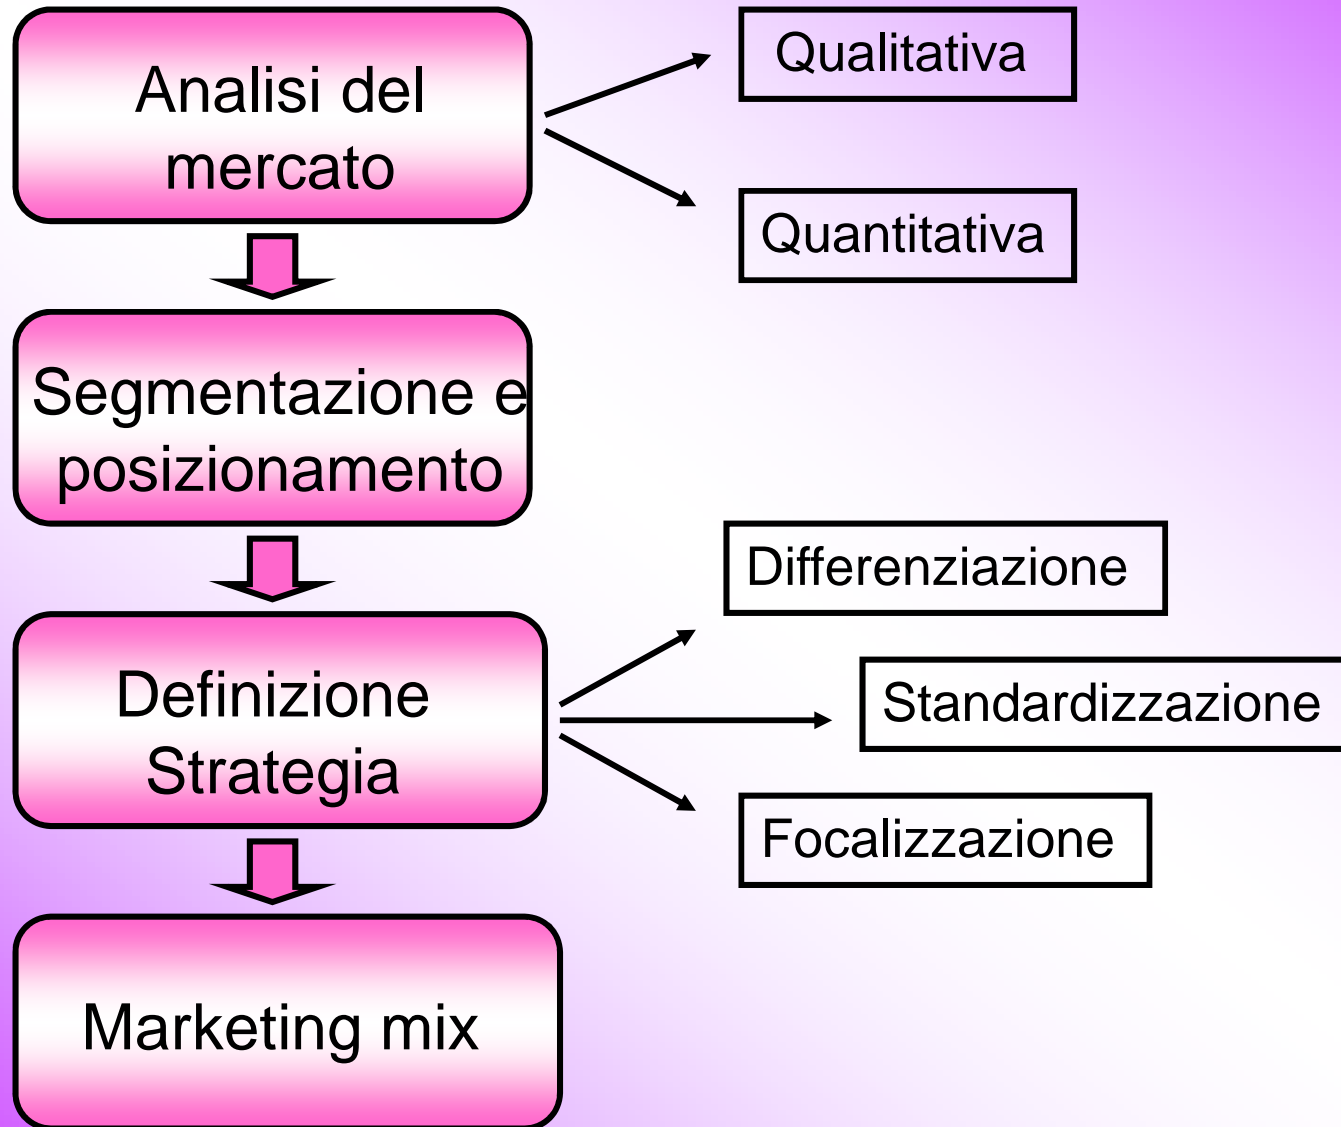 Analisi del
mercato
Qualitativa
Quantitativa
Segmentazione e
posizionamento
Definizione
Strategia
Differenziazione
Standardizzazione
Focalizzazione
Marketing mix